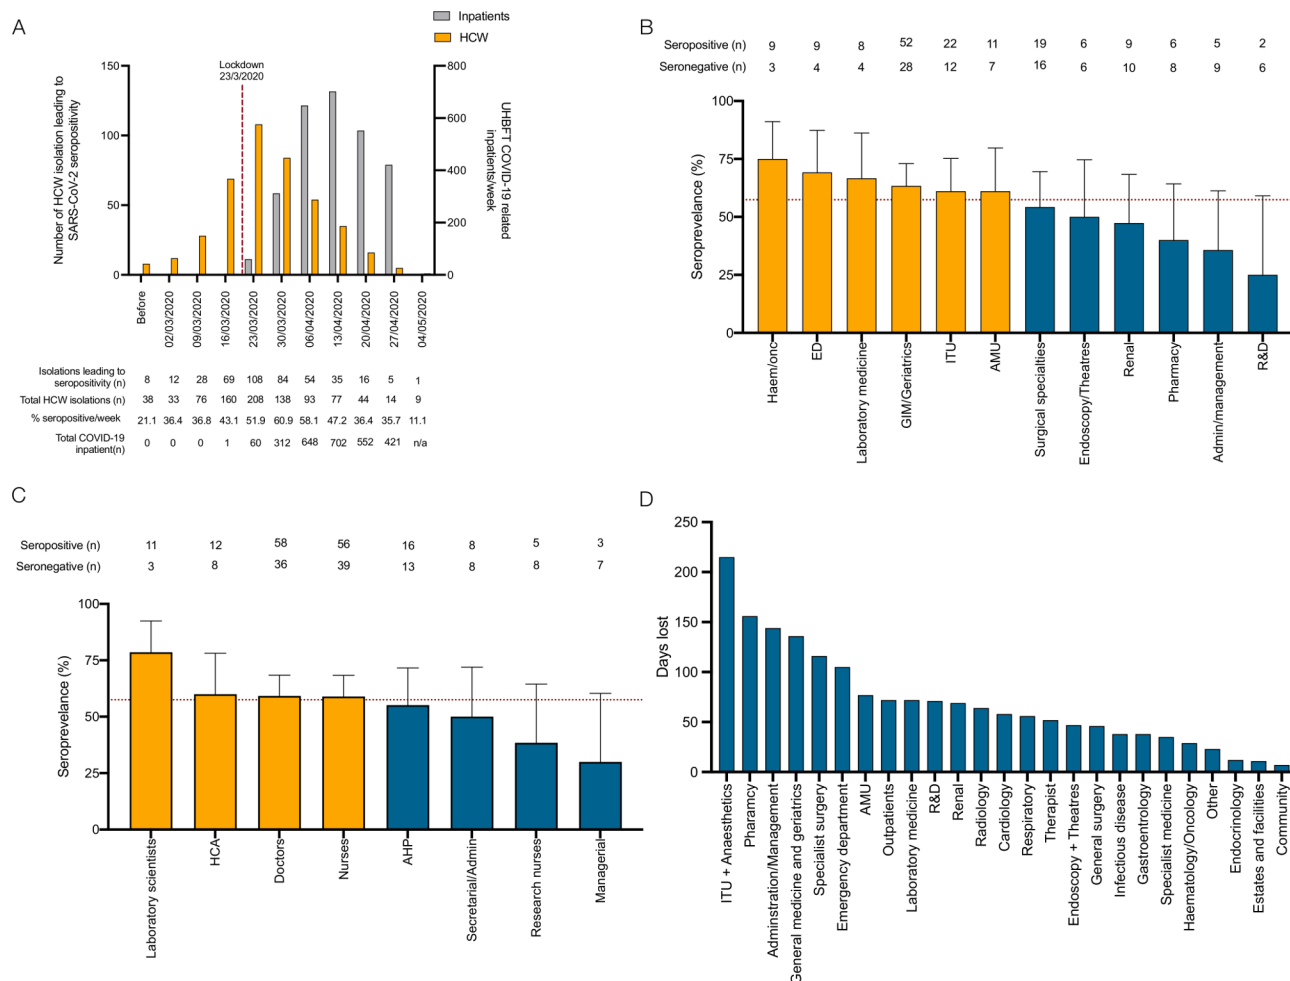 A
Inpatients
HCW
Lockdown
23/3/2020
Number of HCW isolation leading to
SARS-CoV-2 seropositivity
150
100
50
0
800
600
400
200
0
UHBFT COVID-19 related
inpatients/week
Before
02/03/2020
09/03/2020
16/03/2020
23/03/2020
30/03/2020
06/04/2020
13/04/2020
20/04/2020
27/04/2020
04/05/2020
Isolations leading to
seropositivity (n) 8 12 28 69 108 84 54 35 16 5 1
Total HCW isolations (n) 38 33 76 160 208 138 93 77 44 14 9
% seropositive/week 21.1 36.4 36.8 43.1 51.9 60.9 58.1 47.2 36.4 35.7 11.1
Total COVID-19
inpatient(n) 0 0 0 1 60 312 648 702 552 421 n/a
B
Seropositive (n) 9 9 8 52 22 11 19 6 9 6 5 2
Seronegative (n) 3 4 4 28 12 7 16 6 10 8 9 6
Seroprevelance (%)
100
75
50
25
0
Haem/onc
ED
Laboratory medicine
GIM/Geriatrics
ITU
AMU
Surgical specialties
Endoscopy/Theatres
Renal
Pharmacy
Admin/management
R&D
C
Seropositive (n) 11 12 58 56 16 8 5 3
Seronegative (n) 3 8 36 39 13 8 8 7
Seroprevelance (%)
100
75
50
25
0
Laboratory scientists
HCA
Doctors
Nurses
AHP
Secretarial/Admin
Research nurses
Managerial
D
Days lost
250
200
150
100
50
0
ITU + Anaesthetics
Pharamcy
Adminstration/Management
General medicine and geriatrics
Specialist surgery
Emergency department
AMU
Outpatients
Laboratory medicine
R&D
Renal
Radiology
Cardiology
Respiratory
Therapist
Endoscopy + Theatres
General surgery
Infectious disease
Gastroentrology
Specialist medicine
Haematology/Oncology
Other
Endocrinology
Estates and facilities
Community